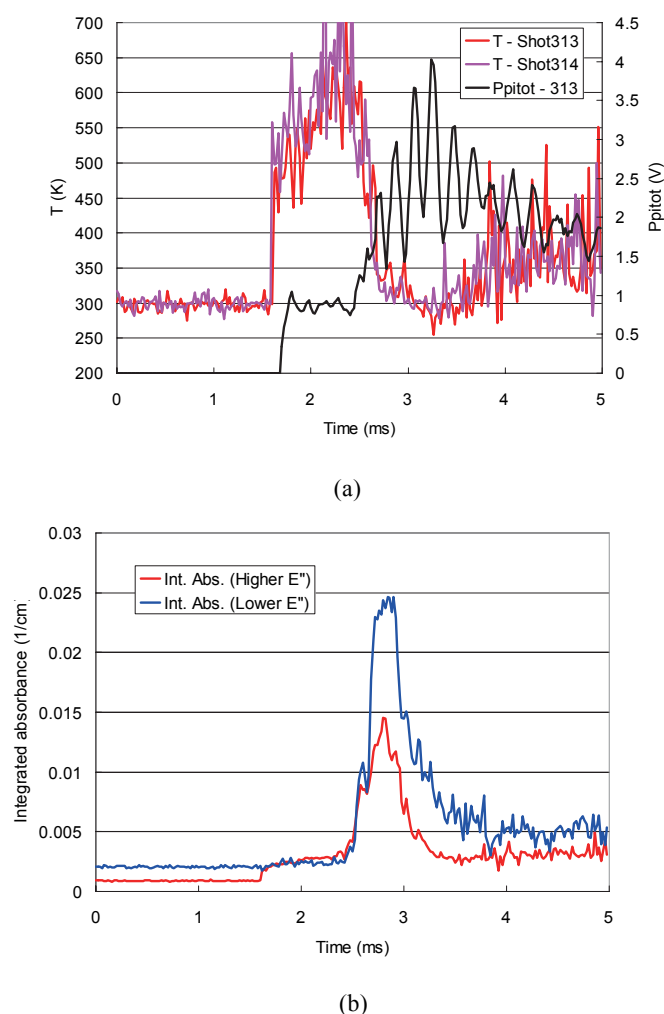 T - Shot313
T - Shot314
Ppitot - 313
700
650
600
550
500
450
400
350
300
250
200
T (K)
4.5
4
3.5
3
2.5
2
1.5
1
0.5
0
Ppitot (V)
0 1 2 3 4 5
Time (ms)
(a)
0.03
0.025
0.02
0.015
0.01
0.005
0
Integrated absorbance (1/cm
Int. Abs. (Higher E")
Int. Abs. (Lower E")
0 1 2 3 4 5
Time (ms)
(b)